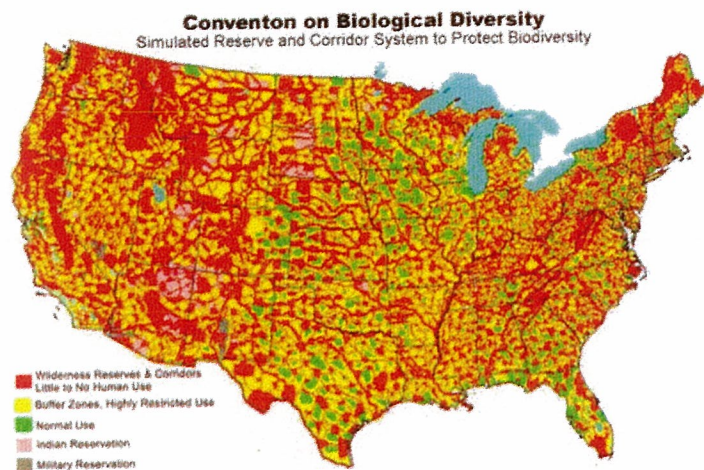 Conventon on Biological Diversity
Simulated Reserve and Corridor System to Protect Biodiversity
Wilderness Reserves & Corridors
Little to No Human Use
Buffer Zones, Highly Restricted Use
Normal Use
Indian Reservation
Military Reservation